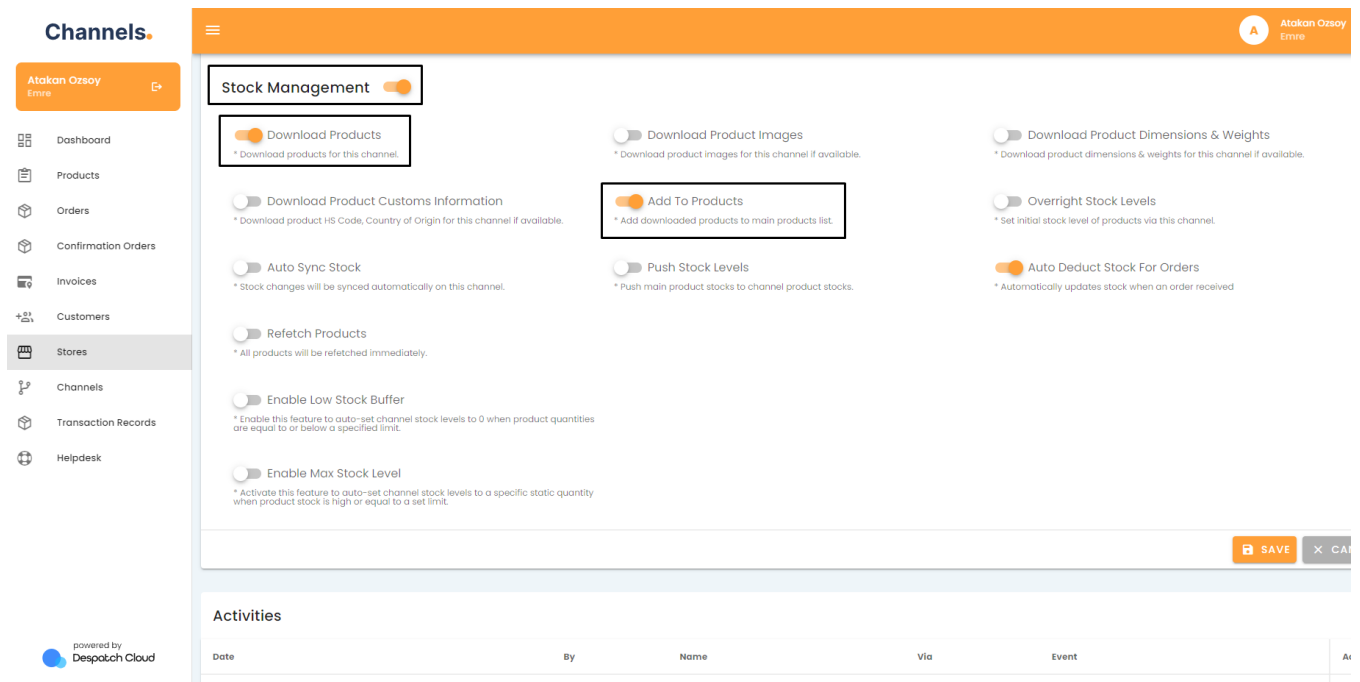 Channels.
Atakan Ozsoy
Emre
Dashboard
Products
Orders
Confirmation Orders
Invoices
Customers
Stores
Channels
Transaction Records
Helpdesk
powered by
Despatch Cloud
A
Atakan Ozsoy
Emre
Stock Management
Download Products
* Download products for this channel.
Download Product Images
* Download product images for this channel if available.
Download Product Dimensions & Weights
* Download product dimensions & weights for this channel if available.
Download Product Customs Information
* Download product HS Code, Country of Origin for this channel if available.
Add To Products
* Add downloaded products to main products list.
Overright Stock Levels
* Set initial stock level of products via this channel.
Auto Sync Stock
* Stock changes will be synced automatically on this channel.
Push Stock Levels
* Push main product stocks to channel product stocks.
Auto Deduct Stock For Orders
* Automatically updates stock when an order received
Refetch Products
* All products will be refetched immediately.
Enable Low Stock Buffer
* Enable this feature to auto-set channel stock levels to 0 when product quantities
are equal to or below a specified limit.
Enable Max Stock Level
* Activate this feature to auto-set channel stock levels to a specific static quantity
when product stock is high or equal to a set limit.
SAVE
Activities
Date By Name Via Event